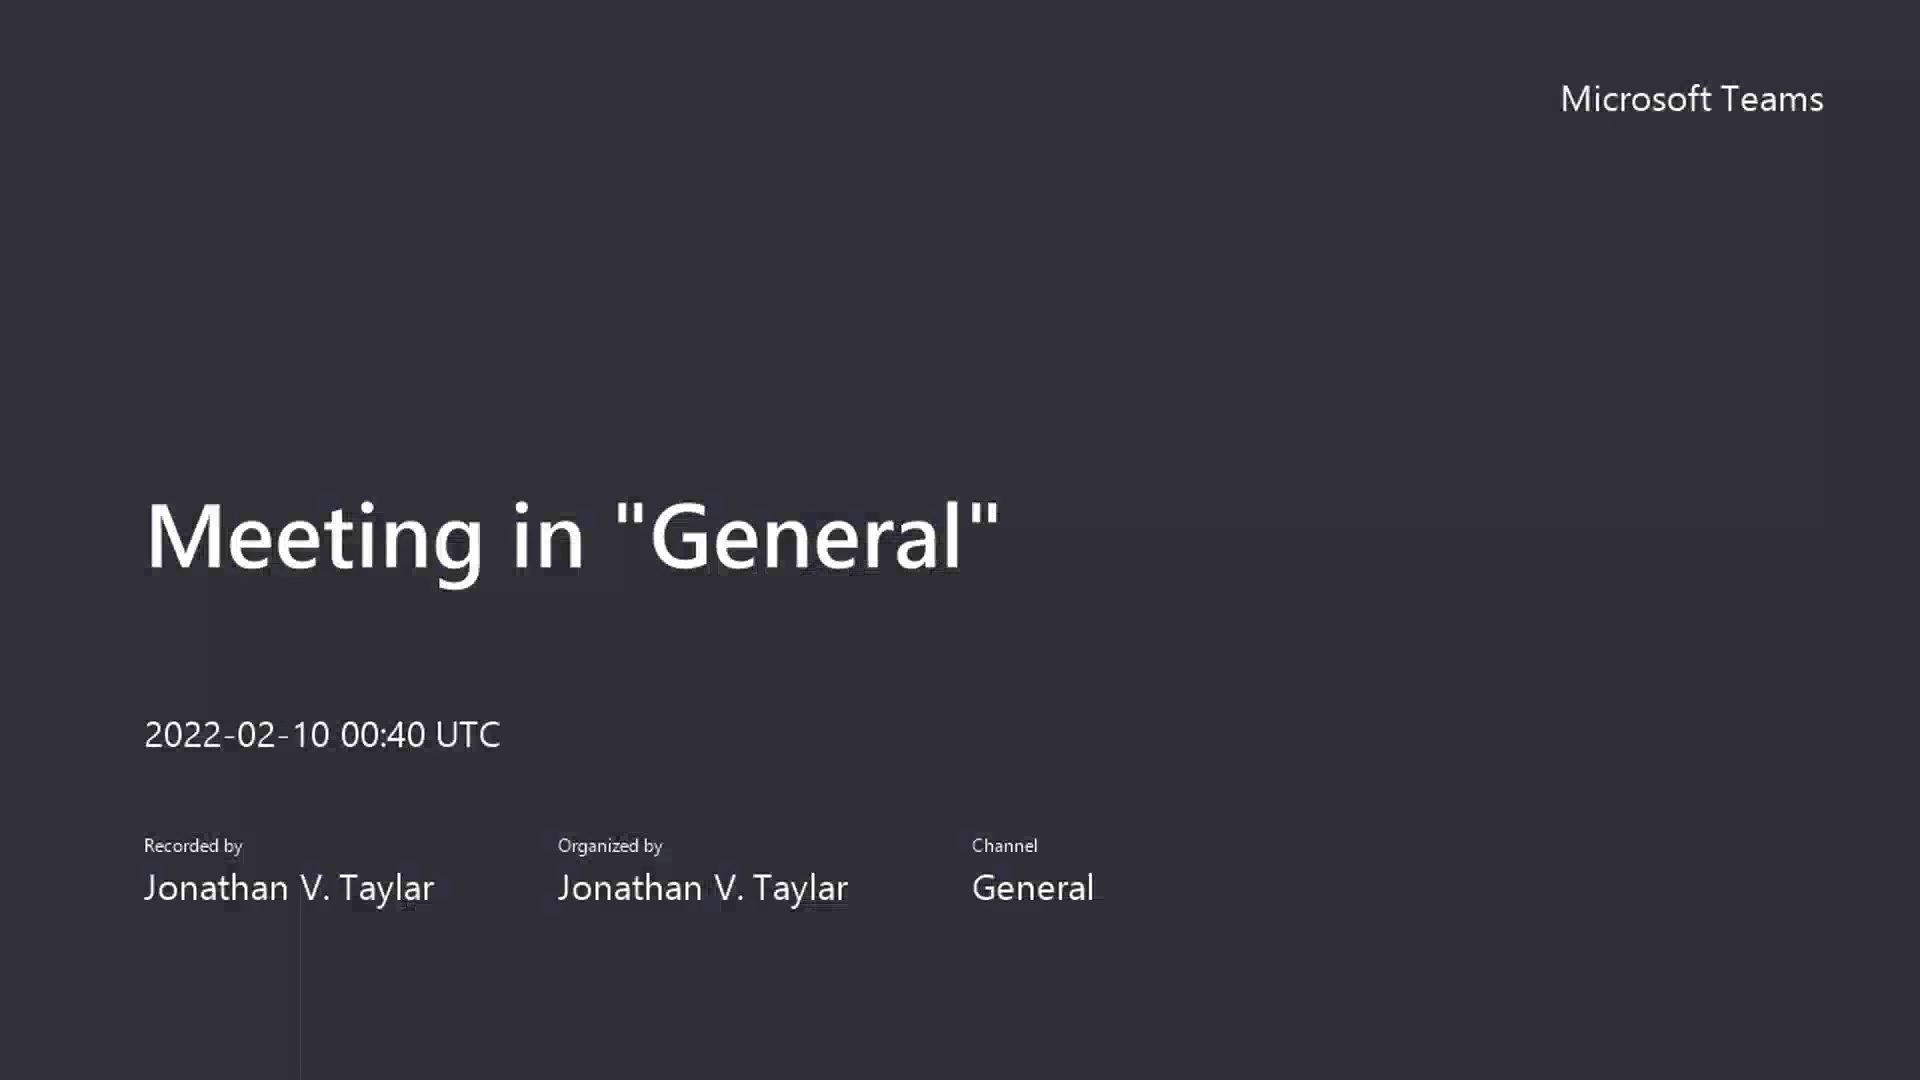 Microsoft Teams
Meeting in "General"
2022-02-10 00:40 UTC
Recorded by
Jonathan V. Taylar
Organized by
Jonathan V. Taylar
Channel
General